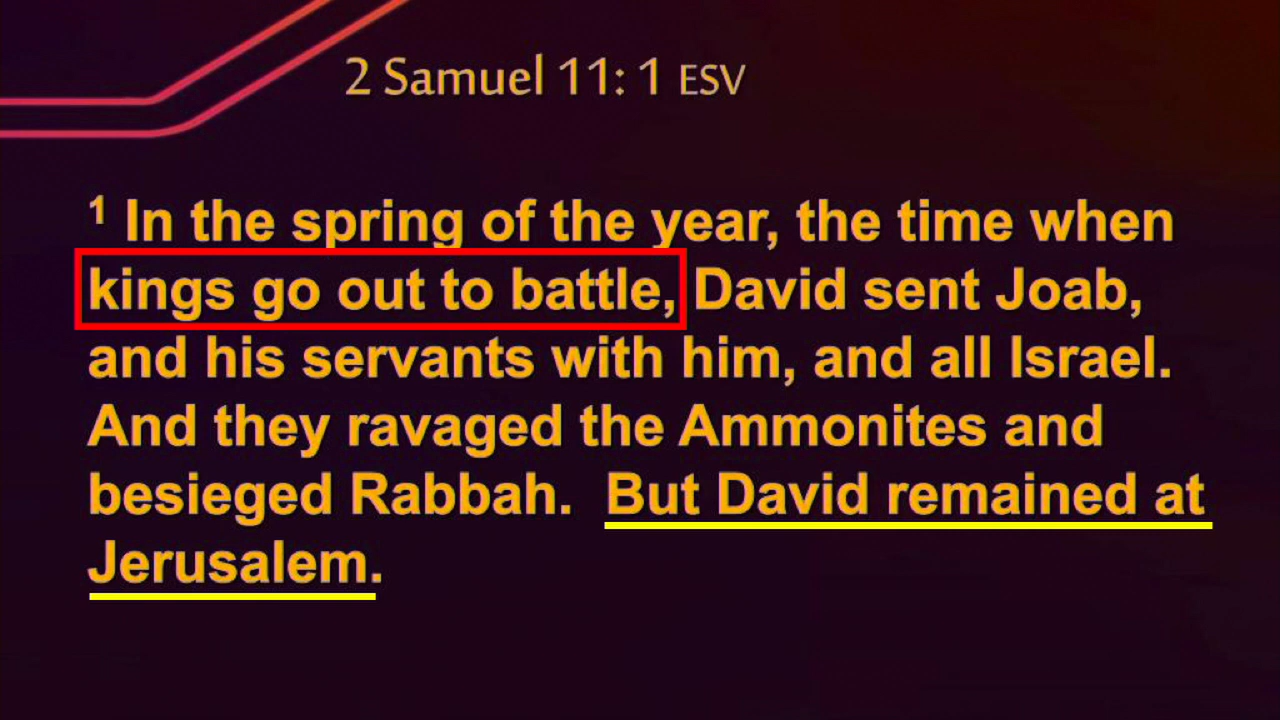 2 Samuel 11: 1 ESV
1 In the spring of the year, the time when
kings go out to battle, David sent Joab,
and his servants with him, and all Israel.
And they ravaged the Ammonites and
besieged Rabbah.  But David remained at
Jerusalem.